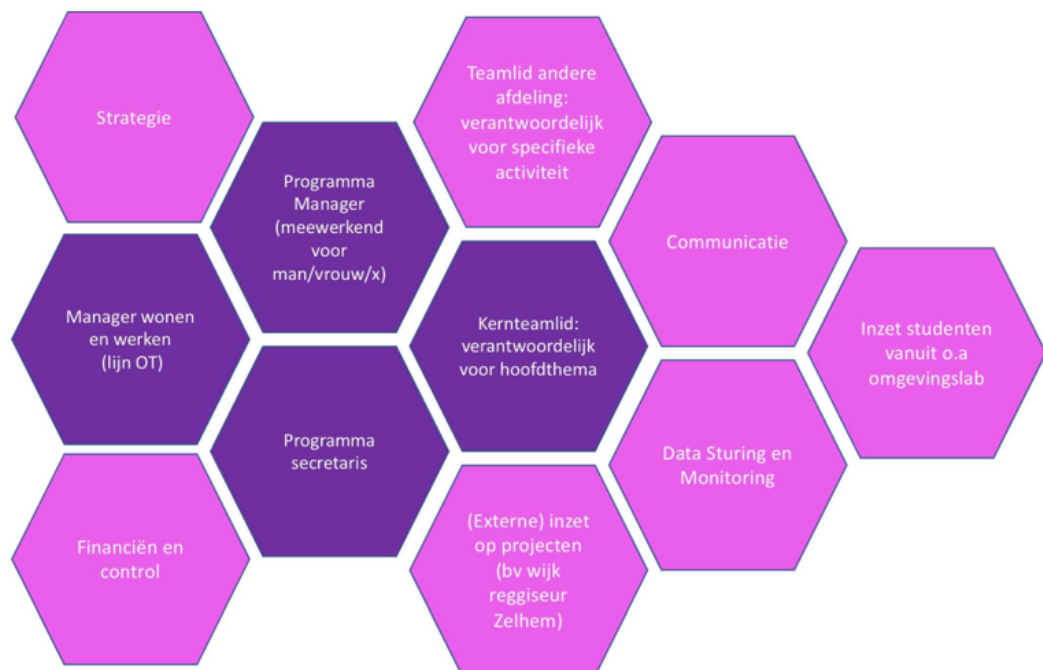 Strategie
Programma
Manager
(meewerkend
voor
man/vrouw/x)
Teamlid andere
afdeling:
verantwoordelijk
voor specifieke
activiteit
Communicatie
Manager wonen
en werken
(lijn OT)
Kernteamlid:
verantwoordelijk
voor hoofdthema
Inzet studenten
vanuit o.a
omgevingslab
Programma
secretaris
Data Sturing en
Monitoring
Financiën en
control
(Externe) inzet
op projecten
(bv wijk
reggiseur
Zelhem)